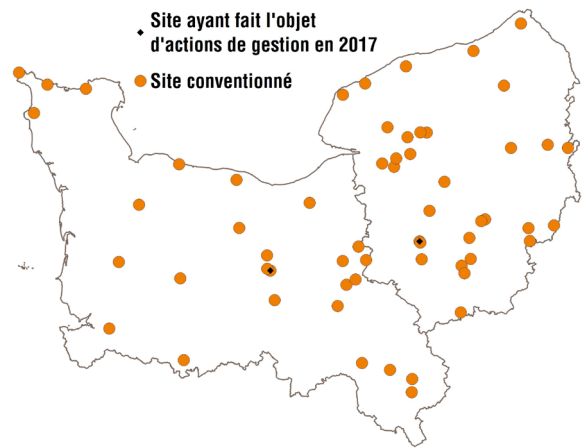 Site ayant fait l'objet
d'actions de gestion en 2017
Site conventionné